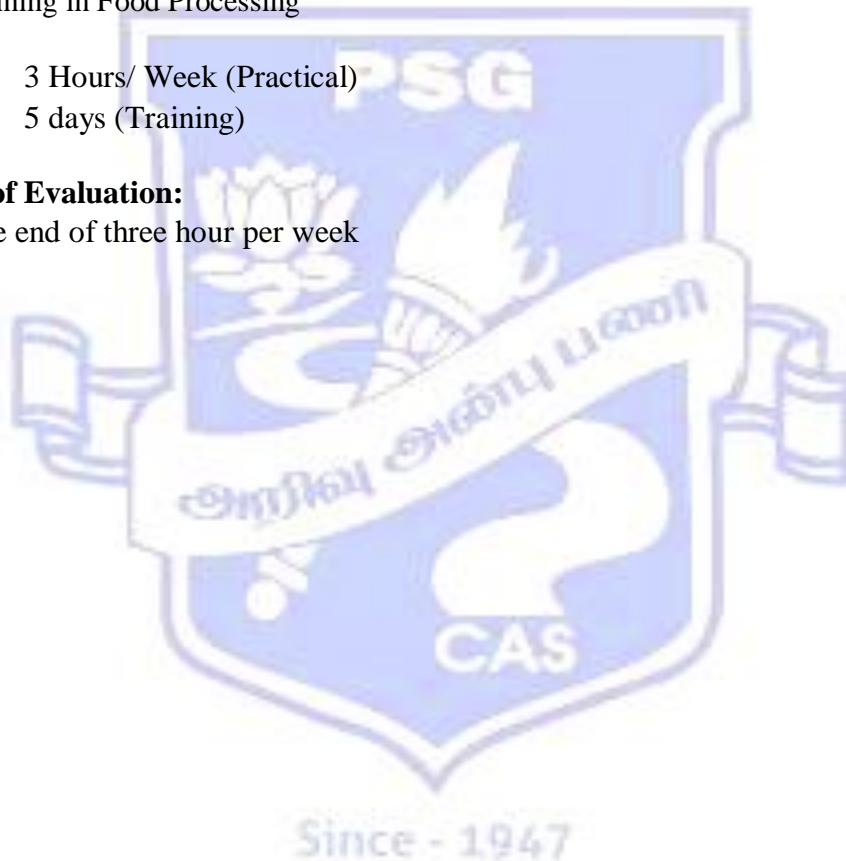 ning in Food Processing
PSG
3 Hours/ Week (Practical)
5 days (Training)
of Evaluation:
e end of three hour per week
அறிவு அன்பு பணி
CAS
Since - 1947